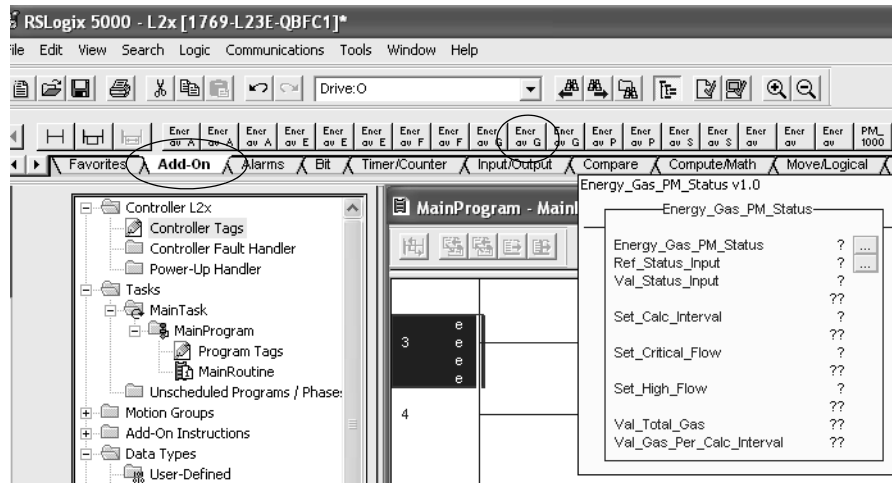 RSLogix 5000 - L2x [1769-L23E-QBFC1]*
File Edit View Search Logic Communications Tools Window Help
Drive:O
Ener av A Ener av A Ener av A Ener av E Ener av E Ener av E Ener av F Ener av F Ener av G Ener av G Ener av G Ener av P Ener av P Ener av S Ener av S Ener av Ener av Ener av PM_ 1000
Favorites Add-On Alarms Bit Timer/Counter Input/Output Compare Compute/Math Move/Logical
Controller L2x
Controller Tags
Controller Fault Handler
Power-Up Handler
Tasks
MainTask
MainProgram
Program Tags
MainRoutine
Unscheduled Programs / Phases
Motion Groups
Add-On Instructions
Data Types
User-Defined
MainProgram - MainR
3
e
e
e
e
4
Energy_Gas_PM_Status v1.0
Energy_Gas_PM_Status
Energy_Gas_PM_Status ? ...
Ref_Status_Input ? ...
Val_Status_Input ?
??
Set_Calc_Interval ?
??
Set_Critical_Flow ?
??
Set_High_Flow ?
??
Val_Total_Gas ??
Val_Gas_Per_Calc_Interval ??